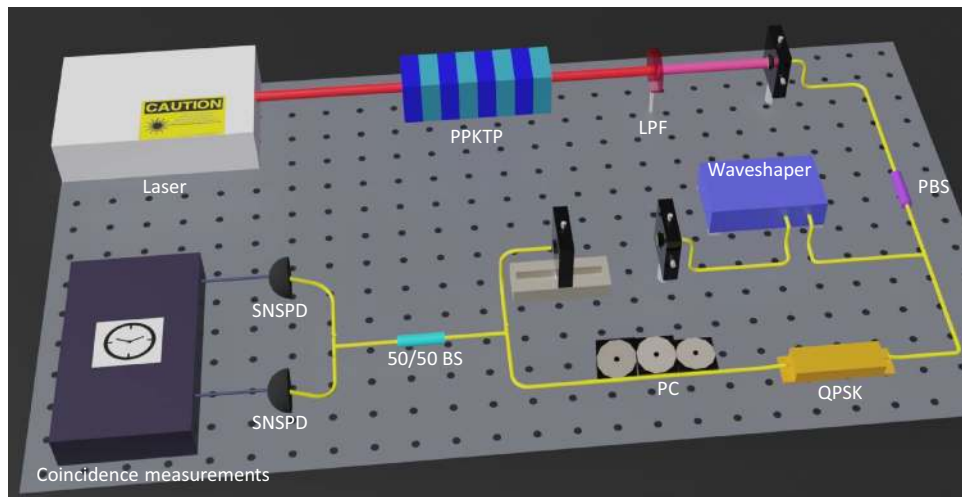 CAUTION
PPKTP
LPF
Laser
Waveshaper
PBS
SNSPD
50/50 BS
PC
QPSK
SNSPD
Coincidence measurements